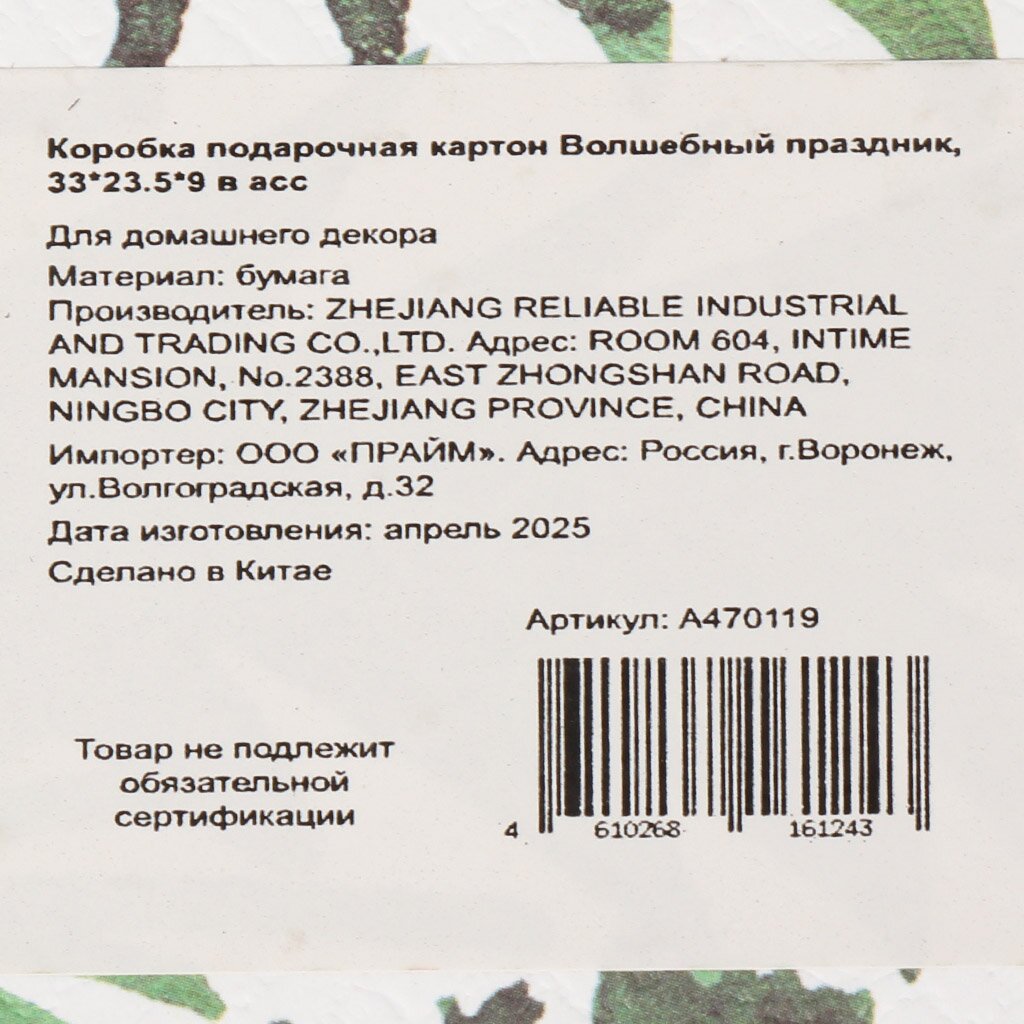 Коробка подарочная картон Волшебный праздник,
33*23.5*9 в асс
Для домашнего декора
Материал: бумага
Производитель: ZHEJIANG RELIABLE INDUSTRIAL
AND TRADING CO.,LTD. Адрес: ROOM 604, INTIME
MANSION, No.2388, EAST ZHONGSHAN ROAD,
NINGBO CITY, ZHEJIANG PROVINCE, CHINA
Импортер: ООО «ПРАЙМ». Адрес: Россия, г.Воронеж,
ул.Волгоградская, д.32
Дата изготовления: апрель 2025
Сделано в Китае
Артикул: А470119
Товар не подлежит
обязательной
сертификации
4 610268 161243